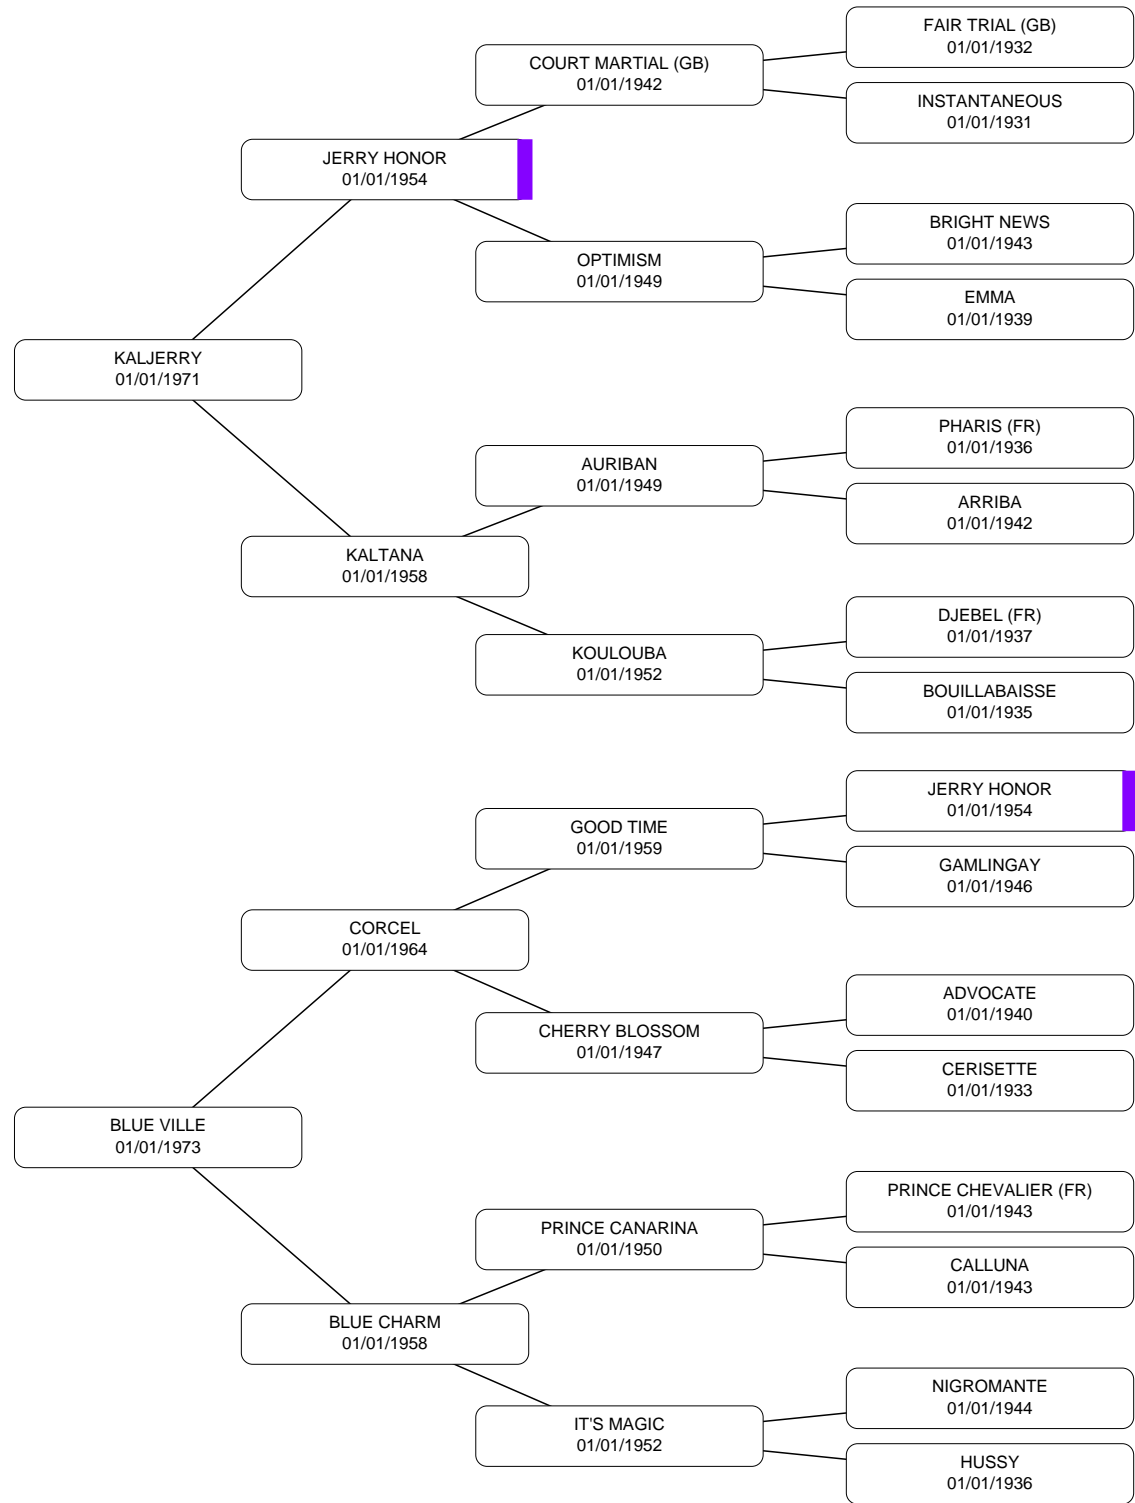 FAIR TRIAL (GB)
01/01/1932
COURT MARTIAL (GB)
01/01/1942
INSTANTANEOUS
01/01/1931
JERRY HONOR
01/01/1954
BRIGHT NEWS
01/01/1943
OPTIMISM
01/01/1949
EMMA
01/01/1939
KALJERRY
01/01/1971
PHARIS (FR)
01/01/1936
AURIBAN
01/01/1949
ARRIBA
01/01/1942
KALTANA
01/01/1958
DJEBEL (FR)
01/01/1937
KOULOUBA
01/01/1952
BOUILLABAISSE
01/01/1935
JERRY HONOR
01/01/1954
GOOD TIME
01/01/1959
GAMLINGAY
01/01/1946
CORCEL
01/01/1964
ADVOCATE
01/01/1940
CHERRY BLOSSOM
01/01/1947
CERISETTE
01/01/1933
BLUE VILLE
01/01/1973
PRINCE CHEVALIER (FR)
01/01/1943
PRINCE CANARINA
01/01/1950
CALLUNA
01/01/1943
BLUE CHARM
01/01/1958
NIGROMANTE
01/01/1944
IT'S MAGIC
01/01/1952
HUSSY
01/01/1936